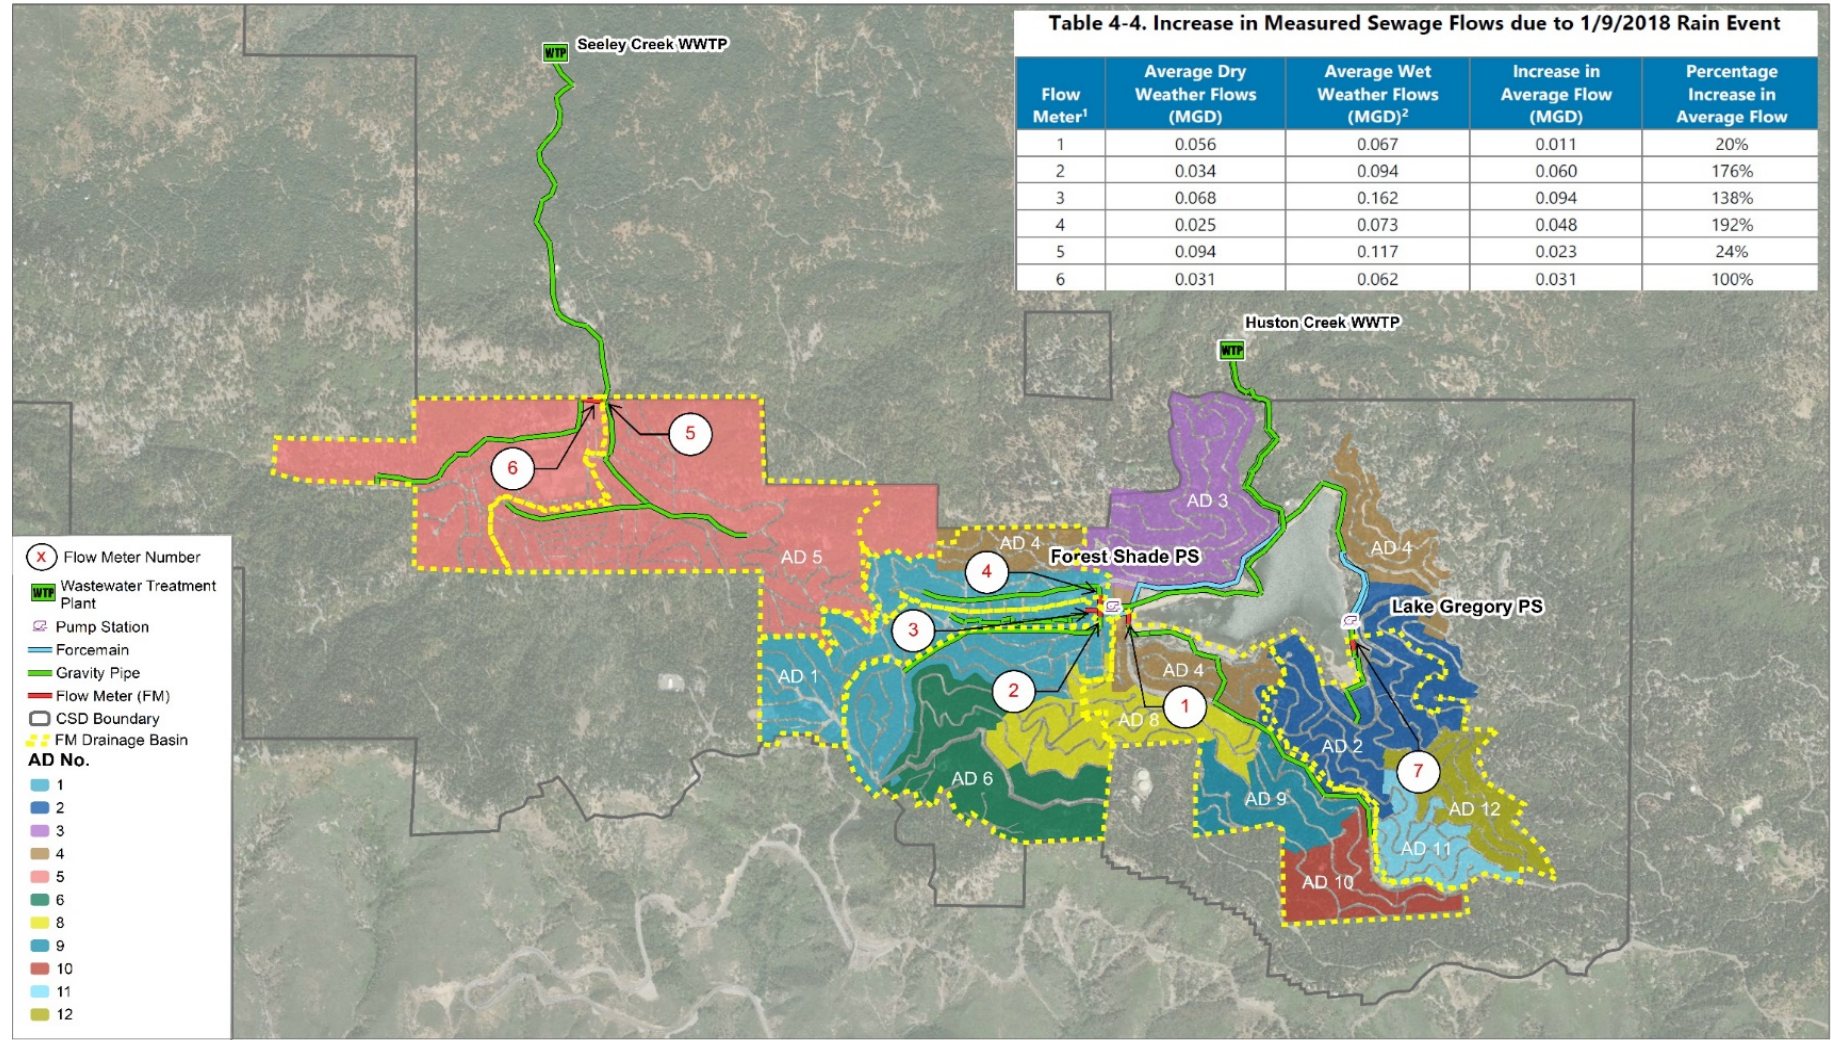 Table 4-4. Increase in Measured Sewage Flows due to 1/9/2018 Rain Event
Flow Meter1 Average Dry Weather Flows (MGD) Average Wet Weather Flows (MGD)2 Increase in Average Flow (MGD) Percentage Increase in Average Flow
1 0.056 0.067 0.011 20%
2 0.034 0.094 0.060 176%
3 0.068 0.162 0.094 138%
4 0.025 0.073 0.048 192%
5 0.094 0.117 0.023 24%
6 0.031 0.062 0.031 100%
WTP Seeley Creek WWTP
Huston Creek WWTP
WTP
5
6
AD 3
AD 4
AD 5
AD 4
Forest Shade PS
4
Lake Gregory PS
3
AD 1
AD 4
2
1
AD 8
AD 2
7
AD 6
AD 9
AD 12
AD 11
AD 10
X Flow Meter Number
WTP Wastewater Treatment
Plant
Pump Station
Forcemain
Gravity Pipe
Flow Meter (FM)
CSD Boundary
FM Drainage Basin
AD No.
1
2
3
4
5
6
8
9
10
11
12